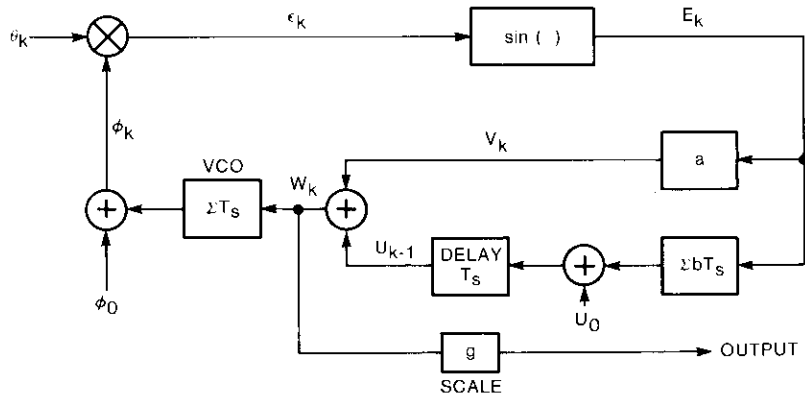 θk
εk
sin ( )
Ek
ϕk
VCO
ΣTs
Wk
Vk
a
Uk-1
DELAY
Ts
ΣbTs
ϕ0
U0
g
SCALE
OUTPUT